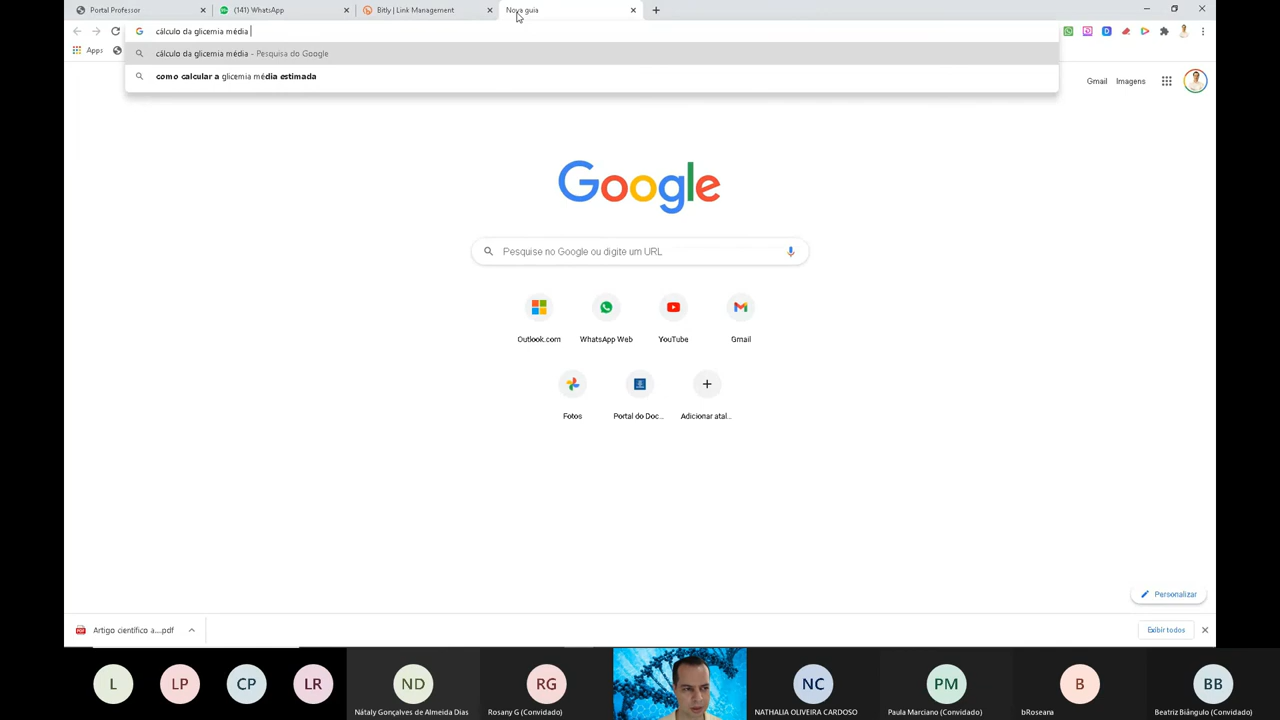 Portal Professor
(141) WhatsApp
Bitly | Link Management
Nova guia
cálculo da glicemia média
Apps
cálculo da glicemia média - Pesquisa do Google
como calcular a glicemia média estimada
Gmail
Imagens
Google
Pesquise no Google ou digite um URL
Outlook.com
WhatsApp Web
YouTube
Gmail
Fotos
Portal do Doc...
Adicionar atal...
Personalizar
Artigo científico a....pdf
Exibir todos
L
LP
CP
LR
ND
RG
NC
PM
B
BB
Nátaly Gonçalves de Almeida Dias
Rosany G (Convidado)
NATHALIA OLIVEIRA CARDOSO
Paula Marciano (Convidado)
bRoseana
Beatriz Biângulo (Convidado)